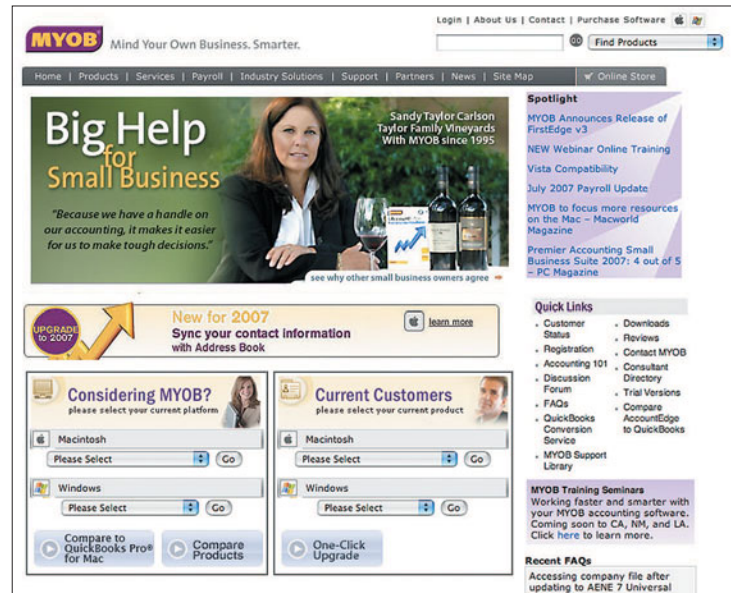 Login | About Us | Contact | Purchase Software
MYOB Mind Your Own Business. Smarter.
GO Find Products
Home | Products | Services | Payroll | Industry Solutions | Support | Partners | News | Site Map
Online Store
Big Help
for
Small Business
"Because we have a handle on
our accounting, it makes it easier
for us to make tough decisions."
Sandy Taylor Carlson
Taylor Family Vineyards
With MYOB since 1995
see why other small business owners agree
Spotlight
MYOB Announces Release of
FirstEdge v3
NEW Webinar Online Training
Vista Compatibility
July 2007 Payroll Update
MYOB to focus more resources
on the Mac – Macworld
Magazine
Premier Accounting Small
Business Suite 2007: 4 out of 5
– PC Magazine
UPGRADE
to 2007
New for 2007
Sync your contact information
with Address Book
learn more
Quick Links
Customer
Status
Registration
Accounting 101
Discussion
Forum
FAQs
QuickBooks
Conversion
Service
MYOB Support
Library
Downloads
Reviews
Contact MYOB
Consultant
Directory
Trial Versions
Compare
AccountEdge
to QuickBooks
Considering MYOB?
please select your current platform
Macintosh
Please Select Go
Windows
Please Select Go
Compare to
QuickBooks Pro®
for Mac
Compare
Products
Current Customers
please select your current product
Macintosh
Please Select Go
Windows
Please Select Go
One-Click
Upgrade
MYOB Training Seminars
Working faster and smarter with
your MYOB accounting software.
Coming soon to CA, NM, and LA.
Click here to learn more.
Recent FAQs
Accessing company file after
updating to AENE 7 Universal